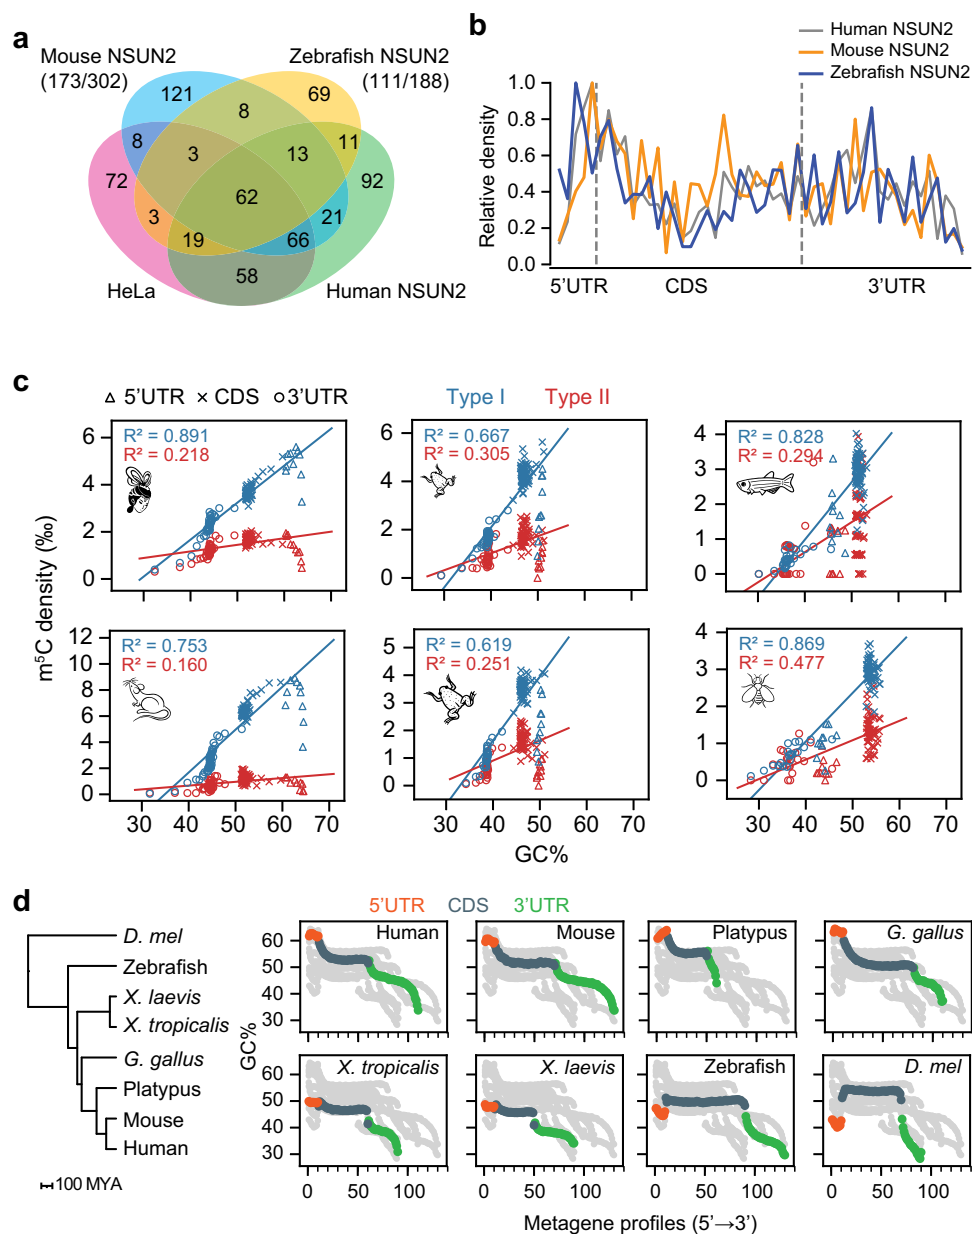 a
Mouse NSUN2
(173/302)
Zebrafish NSUN2
(111/188)
121
8
69
8
3
13
11
72
62
92
3
21
19
66
58
HeLa
Human NSUN2
b
Human NSUN2
Mouse NSUN2
Zebrafish NSUN2
Relative density
1.0
0.8
0.6
0.4
0.2
0.0
5'UTR
CDS
3'UTR
c
5'UTR
CDS
3'UTR
Type I
Type II
m⁵C density (‰)
R² = 0.891
R² = 0.218
6
4
2
0
R² = 0.667
R² = 0.305
6
4
2
0
R² = 0.828
R² = 0.294
4
3
2
1
0
R² = 0.753
R² = 0.160
12
10
8
6
4
2
0
30 40 50 60 70
R² = 0.619
R² = 0.251
5
4
3
2
1
0
30 40 50 60 70
R² = 0.869
R² = 0.477
4
3
2
1
0
30 40 50 60 70
GC%
d
5'UTR CDS 3'UTR
D. mel
Zebrafish
X. laevis
X. tropicalis
G. gallus
Platypus
Mouse
Human
100 MYA
GC%
60
50
40
30
Human
Mouse
Platypus
G. gallus
60
50
40
30
X. tropicalis
X. laevis
Zebrafish
D. mel
0 50 100
0 50 100
0 50 100
0 50 100
Metagene profiles (5'→3')